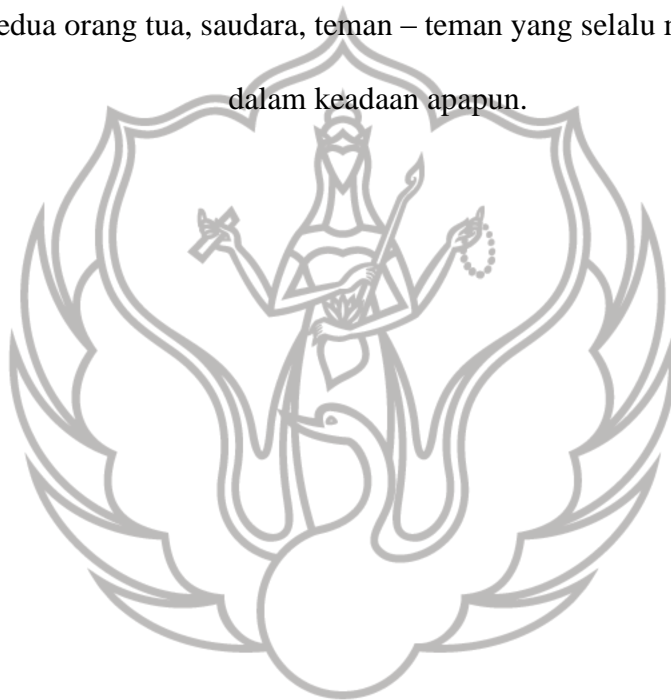 edua orang tua, saudara, teman – teman yang selalu
dalam keadaan apapun.